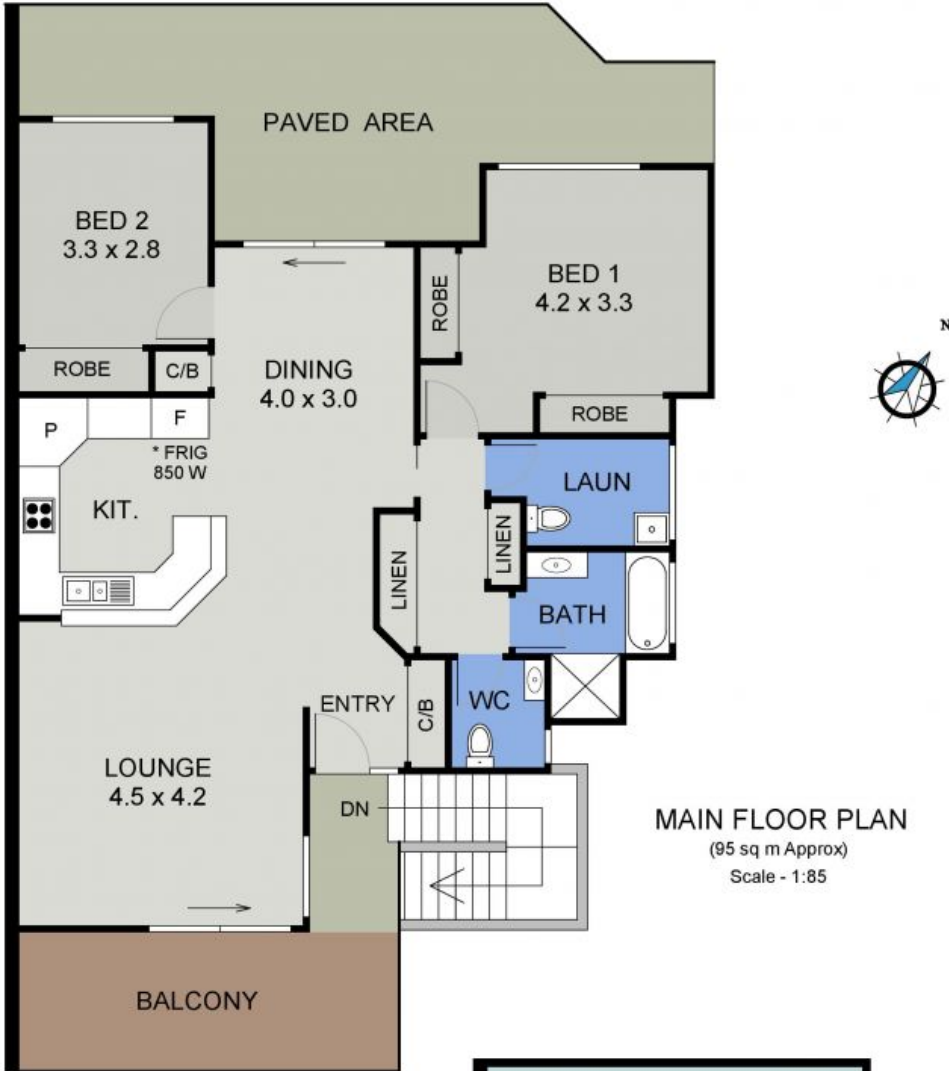 PAVED AREA
BED 2
3.3 x 2.8
BED 1
4.2 x 3.3
ROBE
N
ROBE
C/B
DINING
4.0 x 3.0
ROBE
P
F
* FRIG
850 W
KIT.
LAUN
LINEN
LINEN
BATH
ENTRY
C/B
WC
LOUNGE
4.5 x 4.2
DN
MAIN FLOOR PLAN
(95 sq m Approx)
Scale - 1:85
BALCONY